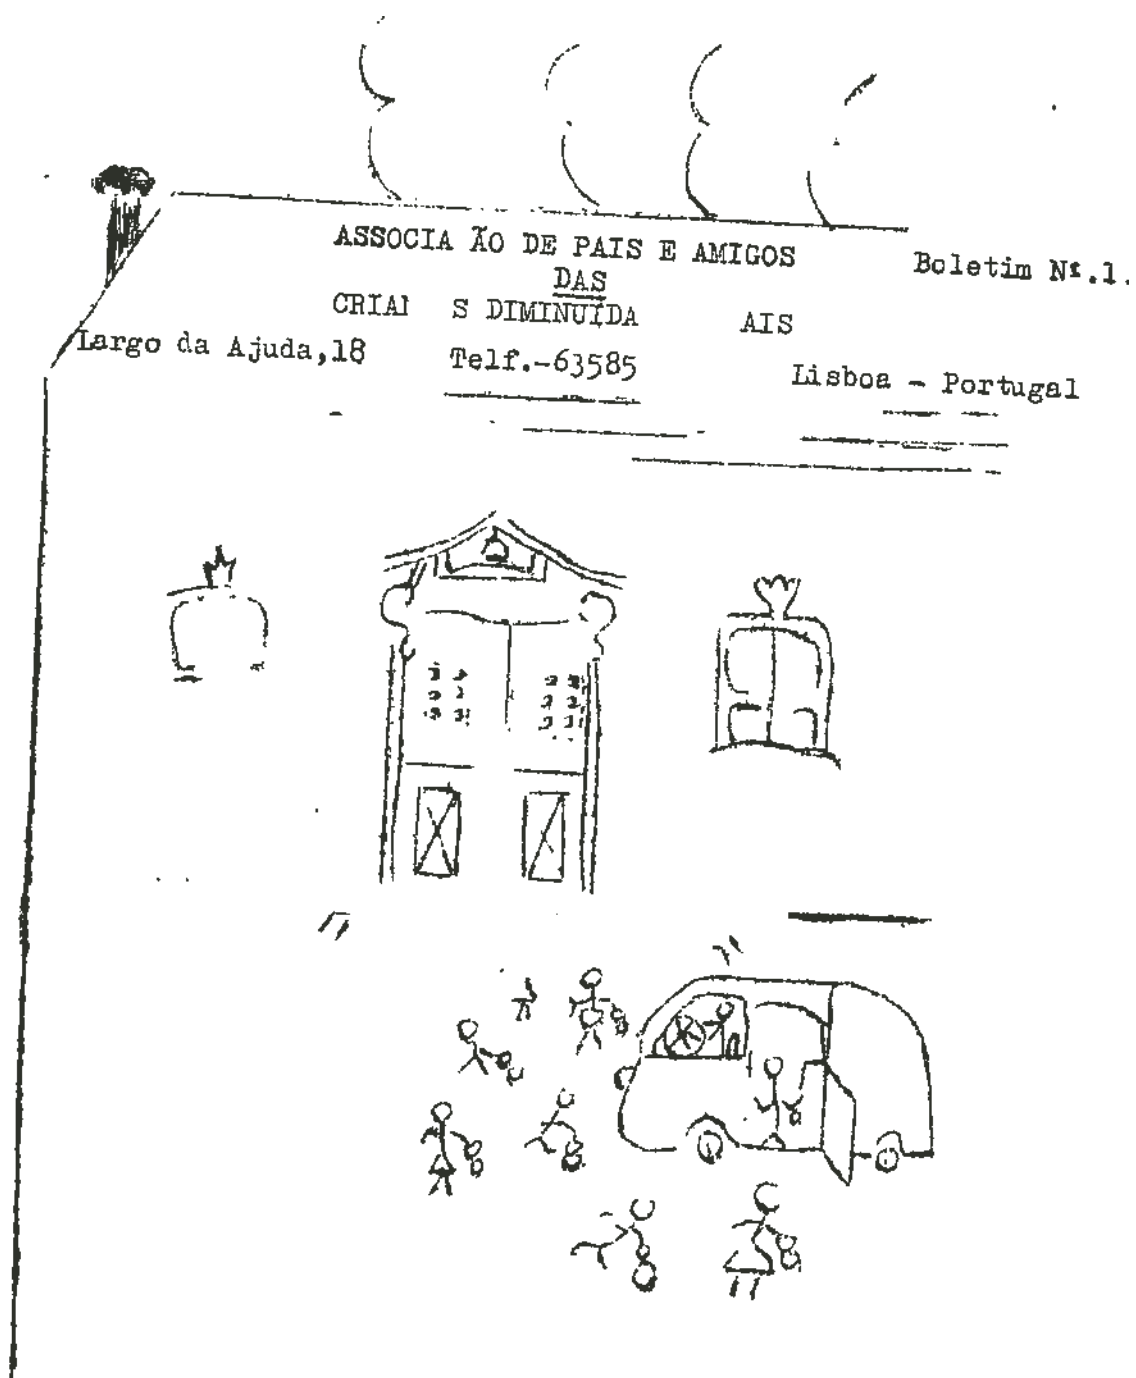 ASSOCIA ÃO DE PAIS E AMIGOS
Boletim Nº.1.
DAS
CRIAI S DIMINUÍDA AIS
Largo da Ajuda,18 Telf.-63585 Lisboa - Portugal